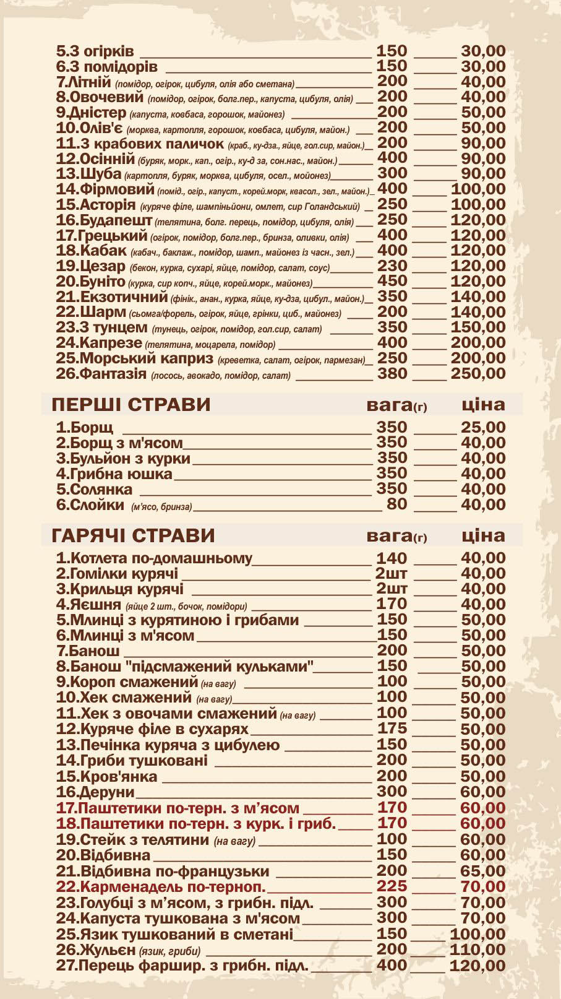 5.З огірків 150 30,00
6.З помідорів 150 30,00
7.Літній (помідор, огірок, цибуля, олія або сметана) 200 40,00
8.Овочевий (помідор, огірок, болг.пер., капуста, цибуля, олія) 200 40,00
9.Дністер (капуста, ковбаса, горошок, майонез) 200 50,00
10.Олів'є (морква, картопля, горошок, ковбаса, цибуля, майон.) 200 50,00
11.З крабових паличок (краб., ку-дза., яйце, гол.сир, майон.) 200 90,00
12.Осінній (буряк, морк., кап., огір., ку-д за, сон.нас., майон.) 400 90,00
13.Шуба (картопля, буряк, морква, цибуля, осел., мойонез) 300 90,00
14.Фірмовий (помід., огір., капуст., корей.морк, квасол., зел., майон.) 400 100,00
15.Асторія (куряче філе, шампіньйони, омлет, сир Голандський) 250 100,00
16.Будапешт (телятина, болг. перець, помідор, цибуля, олія) 250 120,00
17.Грецький (огірок, помідор, болг.пер., бринза, оливки, олія) 400 120,00
18.Кабак (кабач., баклаж., помідор, шамп., майонез із часн., зел.) 400 120,00
19.Цезар (бекон, курка, сухарі, яйце, помідор, салат, соус) 230 120,00
20.Буніто (курка, сир копч., яйце, корей.морк., майонез) 450 120,00
21.Екзотичний (фінік., анан., курка, яйце, ку-дза, цибул., майон.) 350 140,00
22.Шарм (сьомга/форель, огірок, яйце, грінки, циб., майонез) 200 140,00
23.З тунцем (тунець, огірок, помідор, гол.сир, салат) 350 150,00
24.Капрезе (телятина, моцарела, помідор) 400 200,00
25.Морський каприз (креветка, салат, огірок, пармезан) 250 200,00
26.Фантазія (лосось, авокадо, помідор, салат) 380 250,00
ПЕРШІ СТРАВИ вага(г) ціна
1.Борщ 350 25,00
2.Борщ з м'ясом 350 40,00
3.Бульйон з курки 350 40,00
4.Грибна юшка 350 40,00
5.Солянка 350 40,00
6.Слойки (м'ясо, бринза) 80 40,00
ГАРЯЧІ СТРАВИ вага(г) ціна
1.Котлета по-домашньому 140 40,00
2.Гомілки курячі 2шт 40,00
3.Крильця курячі 2шт 40,00
4.Яєшня (яйце 2 шт., бочок, помідори) 170 40,00
5.Млинці з курятиною і грибами 150 50,00
6.Млинці з м'ясом 150 50,00
7.Банош 200 50,00
8.Банош "підсмажений кульками" 150 50,00
9.Короп смажений (на вагу) 100 50,00
10.Хек смажений (на вагу) 100 50,00
11.Хек з овочами смажений (на вагу) 100 50,00
12.Куряче філе в сухарях 175 50,00
13.Печінка куряча з цибулею 150 50,00
14.Гриби тушковані 200 50,00
15.Кров'янка 200 50,00
16.Деруни 300 60,00
17.Паштетики по-терн. з м’ясом 170 60,00
18.Паштетики по-терн. з курк. і гриб. 170 60,00
19.Стейк з телятини (на вагу) 100 60,00
20.Відбивна 150 60,00
21.Відбивна по-французьки 200 65,00
22.Карменадель по-терноп. 225 70,00
23.Голубці з м’ясом, з грибн. підл. 300 70,00
24.Капуста тушкована з м'ясом 300 70,00
25.Язик тушкований в сметані 150 100,00
26.Жульєн (язик, гриби) 200 110,00
27.Перець фаршир. з грибн. підл. 400 120,00